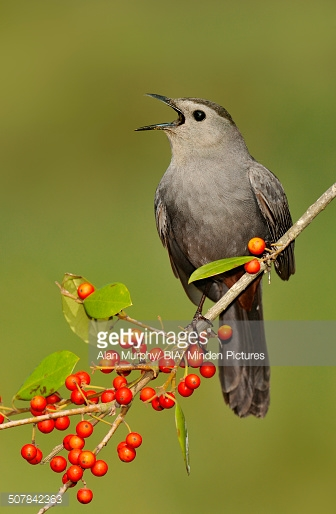 gettyimages
Alan Murphy/ BIA/ Minden Pictures
507842363